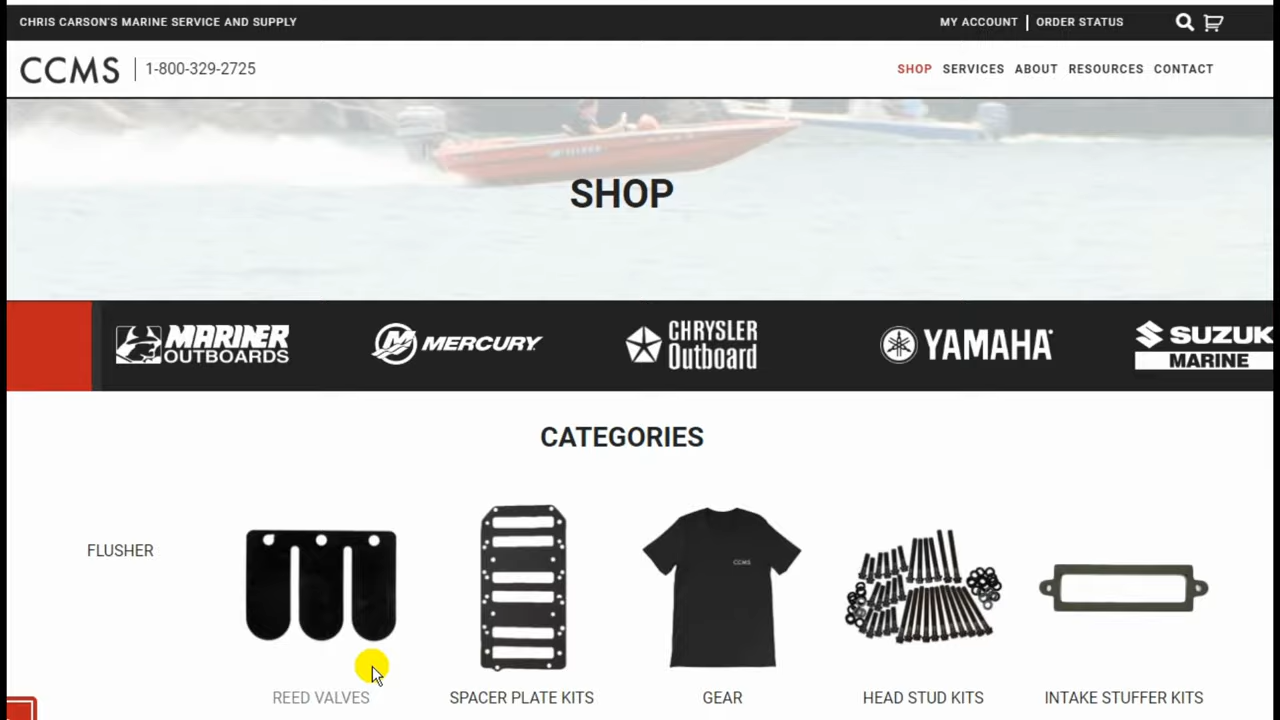 CHRIS CARSON'S MARINE SERVICE AND SUPPLY
MY ACCOUNT | ORDER STATUS
CCMS | 1-800-329-2725
SHOP SERVICES ABOUT RESOURCES CONTACT
SHOP
MARINER OUTBOARDS
MERCURY
CHRYSLER Outboard
YAMAHA
SUZUK MARINE
CATEGORIES
CCMS
FLUSHER
REED VALVES
SPACER PLATE KITS
GEAR
HEAD STUD KITS
INTAKE STUFFER KITS